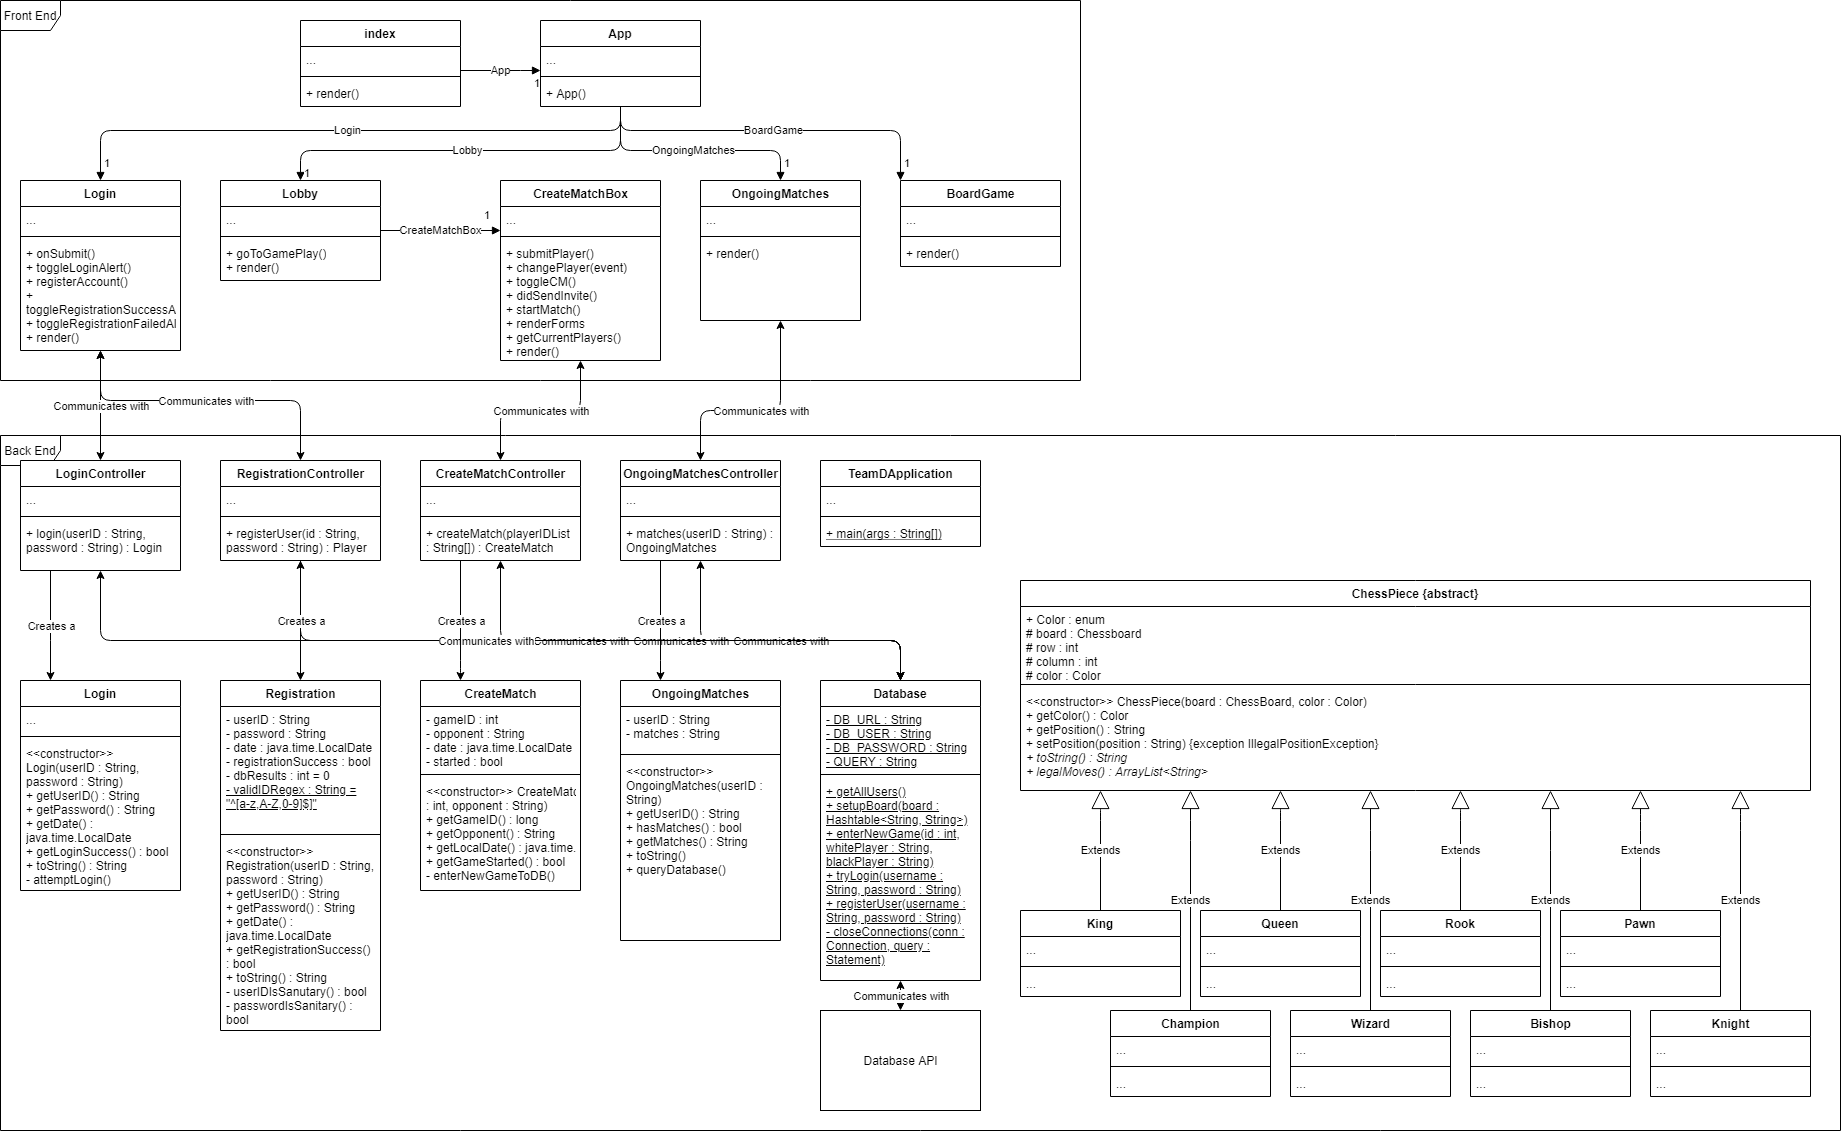 Front End
index
...
+ render()
App
1
App
...
+ App()
Login
Lobby
OngoingMatches
BoardGame
1
1
1
1
Login
...
+ onSubmit()
+ toggleLoginAlert()
+ registerAccount()
+
toggleRegistrationSuccessA
+ toggleRegistrationFailedAl
+ render()
Lobby
...
+ goToGamePlay()
+ render()
CreateMatchBox
1
CreateMatchBox
...
+ submitPlayer()
+ changePlayer(event)
+ toggleCM()
+ didSendInvite()
+ startMatch()
+ renderForms
+ getCurrentPlayers()
+ render()
OngoingMatches
...
+ render()
BoardGame
...
+ render()
Communicates with
Communicates with
Communicates with
Communicates with
Back End
LoginController
...
+ login(userID : String,
password : String) : Login
RegistrationController
...
+ registerUser(id : String,
password : String) : Player
CreateMatchController
...
+ createMatch(playerIDList
: String[]) : CreateMatch
OngoingMatchesController
...
+ matches(userID : String) :
OngoingMatches
TeamDApplication
...
+ main(args : String[])
Creates a
Creates a
Creates a
Creates a
Communicates with
Communicates with
Communicates with
Communicates with
Login
...
<<constructor>>
Login(userID : String,
password : String)
+ getUserID() : String
+ getPassword() : String
+ getDate() :
java.time.LocalDate
+ getLoginSuccess() : bool
+ toString() : String
- attemptLogin()
Registration
- userID : String
- password : String
- date : java.time.LocalDate
- registrationSuccess : bool
- dbResults : int = 0
- validIDRegex : String =
"^[a-z,A-Z,0-9]$]"
<<constructor>>
Registration(userID : String,
password : String)
+ getUserID() : String
+ getPassword() : String
+ getDate() :
java.time.LocalDate
+ getRegistrationSuccess()
: bool
+ toString() : String
- userIDIsSanutary() : bool
- passwordIsSanitary() :
bool
CreateMatch
- gameID : int
- opponent : String
- date : java.time.LocalDate
- started : bool
<<constructor>> CreateMatc
: int, opponent : String)
+ getGameID() : long
+ getOpponent() : String
+ getLocalDate() : java.time.
+ getGameStarted() : bool
- enterNewGameToDB()
OngoingMatches
- userID : String
- matches : String
<<constructor>>
OngoingMatches(userID :
String)
+ getUserID() : String
+ hasMatches() : bool
+ getMatches() : String
+ toString()
+ queryDatabase()
Database
- DB_URL : String
- DB_USER : String
- DB_PASSWORD : String
- QUERY : String
+ getAllUsers()
+ setupBoard(board :
Hashtable<String, String>)
+ enterNewGame(id : int,
whitePlayer : String,
blackPlayer : String)
+ tryLogin(username :
String, password : String)
+ registerUser(username :
String, password : String)
- closeConnections(conn :
Connection, query :
Statement)
Communicates with
Database API
ChessPiece {abstract}
+ Color : enum
# board : Chessboard
# row : int
# column : int
# color : Color
<<constructor>> ChessPiece(board : ChessBoard, color : Color)
+ getColor() : Color
+ getPosition() : String
+ setPosition(position : String) {exception IllegalPositionException}
+ toString() : String
+ legalMoves() : ArrayList<String>
Extends
Extends
Extends
Extends
Extends
Extends
Extends
Extends
King
...
...
Queen
...
...
Rook
...
...
Pawn
...
...
Champion
...
...
Wizard
...
...
Bishop
...
...
Knight
...
...